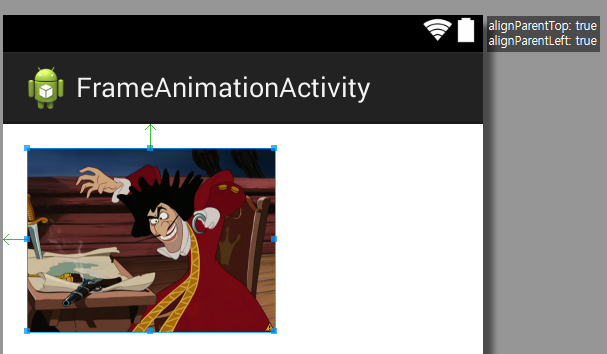 alignParentTop: true
alignParentLeft: true
FrameAnimationActivity